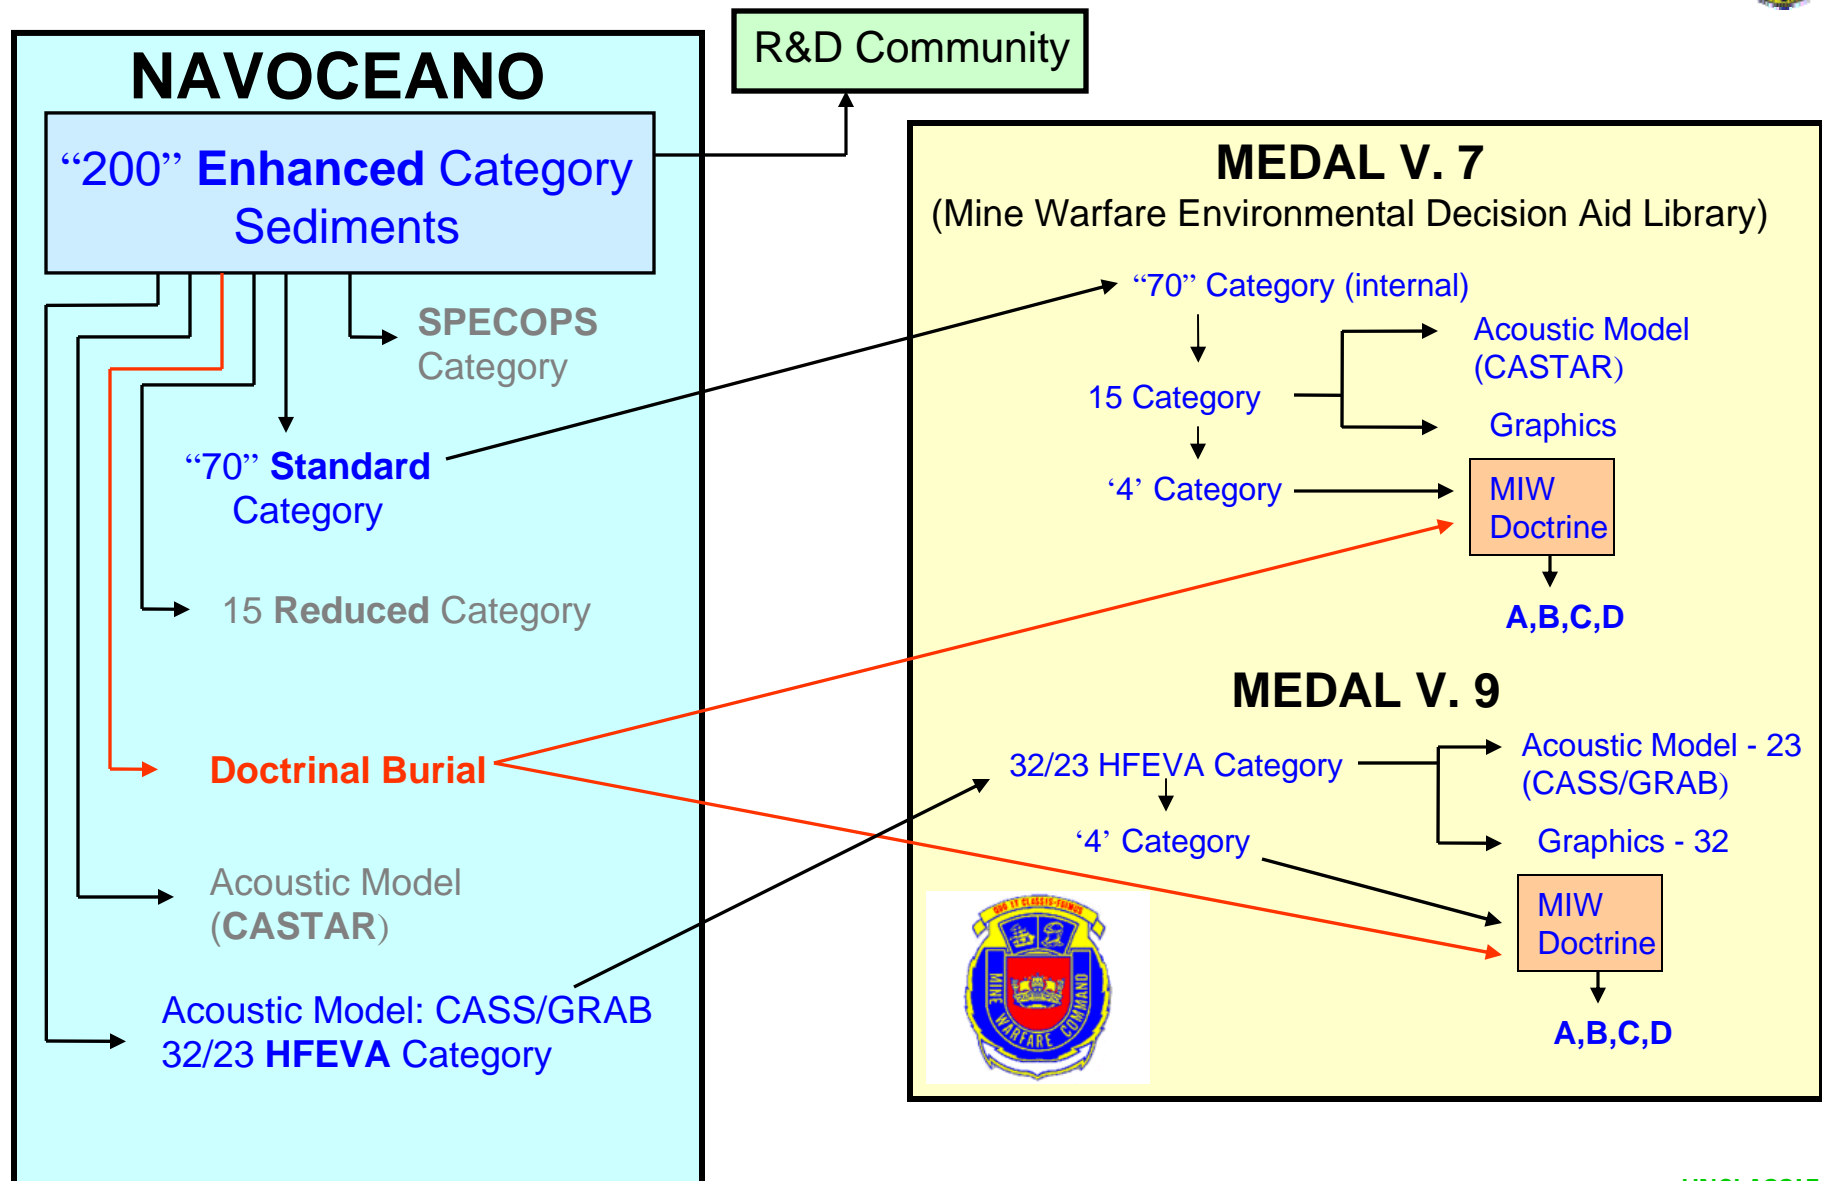 NAVOCEANO
“200” Enhanced Category
Sediments
SPECOPS
Category
“70” Standard
Category
15 Reduced Category
Doctrinal Burial
Acoustic Model
(CASTAR)
Acoustic Model: CASS/GRAB
32/23 HFEVA Category
R&D Community
MEDAL V. 7
(Mine Warfare Environmental Decision Aid Library)
“70” Category (internal)
15 Category
‘4’ Category
Acoustic Model
(CASTAR)
Graphics
MIW
Doctrine
A,B,C,D
MEDAL V. 9
32/23 HFEVA Category
‘4’ Category
Acoustic Model - 23
(CASS/GRAB)
Graphics - 32
MIW
Doctrine
A,B,C,D
MINE WARFARE COMMAND